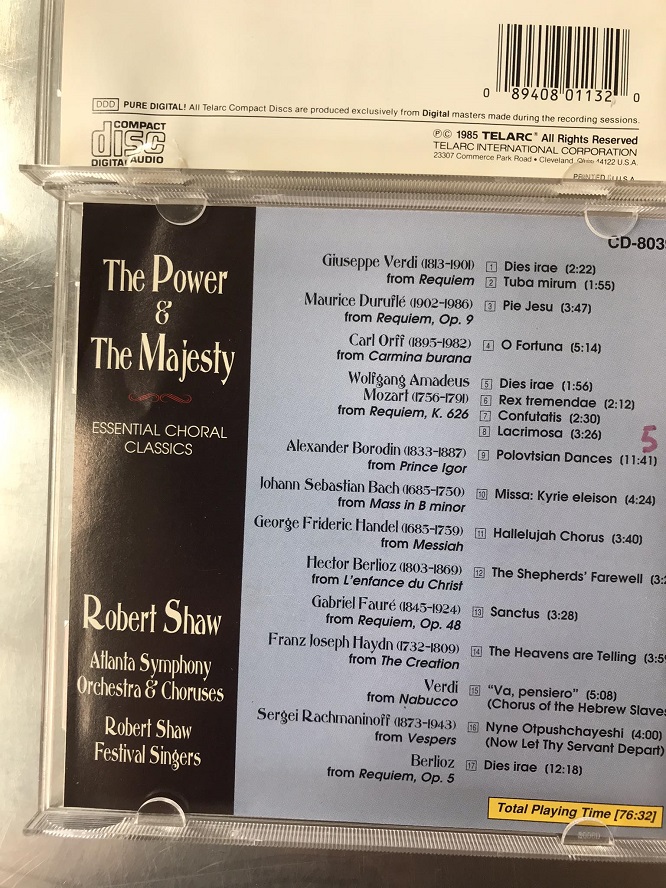 0 89408 01132 0
DDD PURE DIGITAL! All Telarc Compact Discs are produced exclusively from Digital masters made during the recording sessions.
COMPACT
disc
DIGITAL AUDIO
℗© 1985 TELARC® All Rights Reserved
TELARC INTERNATIONAL CORPORATION
23307 Commerce Park Road • Cleveland, Ohio 44122 U.S.A.
PRINTED U.S.A.
The Power
&
The Majesty
ESSENTIAL CHORAL
CLASSICS
Robert Shaw
Atlanta Symphony
Orchestra & Choruses
Robert Shaw
Festival Singers
CD-803
Giuseppe Verdi (1813-1901) 1 Dies irae (2:22)
from Requiem 2 Tuba mirum (1:55)
Maurice Duruflé (1902-1986) 3 Pie Jesu (3:47)
from Requiem, Op. 9
Carl Orff (1895-1982) 4 O Fortuna (5:14)
from Carmina burana
Wolfgang Amadeus 5 Dies irae (1:56)
Mozart (1756-1791) 6 Rex tremendae (2:12)
from Requiem, K. 626 7 Confutatis (2:30)
8 Lacrimosa (3:26)
5
Alexander Borodin (1833-1887) 9 Polovtsian Dances (11:41)
from Prince Igor
Johann Sebastian Bach (1685-1750) 10 Missa: Kyrie eleison (4:24)
from Mass in B minor
George Frideric Handel (1685-1759) 11 Hallelujah Chorus (3:40)
from Messiah
Hector Berlioz (1803-1869) 12 The Shepherds' Farewell (3:2
from L'enfance du Christ
Gabriel Fauré (1845-1924) 13 Sanctus (3:28)
from Requiem, Op. 48
Franz Joseph Haydn (1732-1809) 14 The Heavens are Telling (3:5
from The Creation
Verdi 15 "Va, pensiero" (5:08)
from Nabucco (Chorus of the Hebrew Slaves
Sergei Rachmaninoff (1873-1943) 16 Nyne Otpushchayeshi (4:00)
from Vespers (Now Let Thy Servant Depart)
Berlioz 17 Dies irae (12:18)
from Requiem, Op. 5
Total Playing Time [76:32]